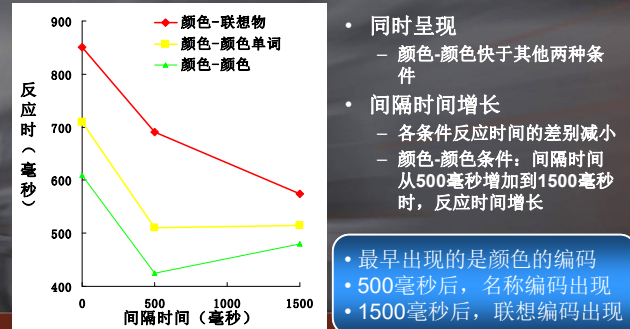 颜色-联想物
颜色-颜色单词
颜色-颜色
900
800
700
600
500
400
反应时（毫秒）
0
500
1000
1500
间隔时间（毫秒）
• 同时呈现
– 颜色-颜色快于其他两种条
件
• 间隔时间增长
– 各条件反应时间的差别减小
– 颜色-颜色条件：间隔时间
从500毫秒增加到1500毫秒
时，反应时间增长
• 最早出现的是颜色的编码
• 500毫秒后，名称编码出现
• 1500毫秒后，联想编码出现